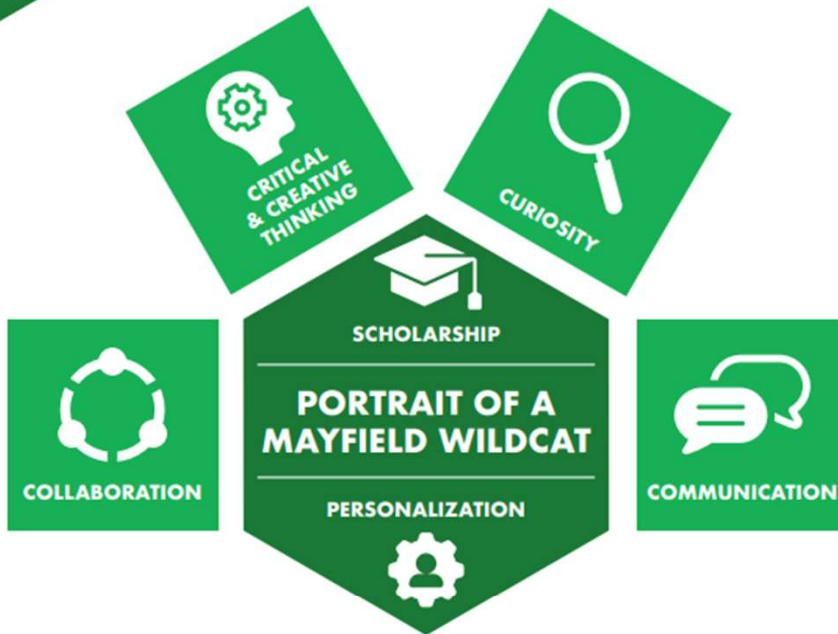 CRITICAL
& CREATIVE
THINKING
CURIOSITY
SCHOLARSHIP
PORTRAIT OF A
MAYFIELD WILDCAT
PERSONALIZATION
COLLABORATION
COMMUNICATION